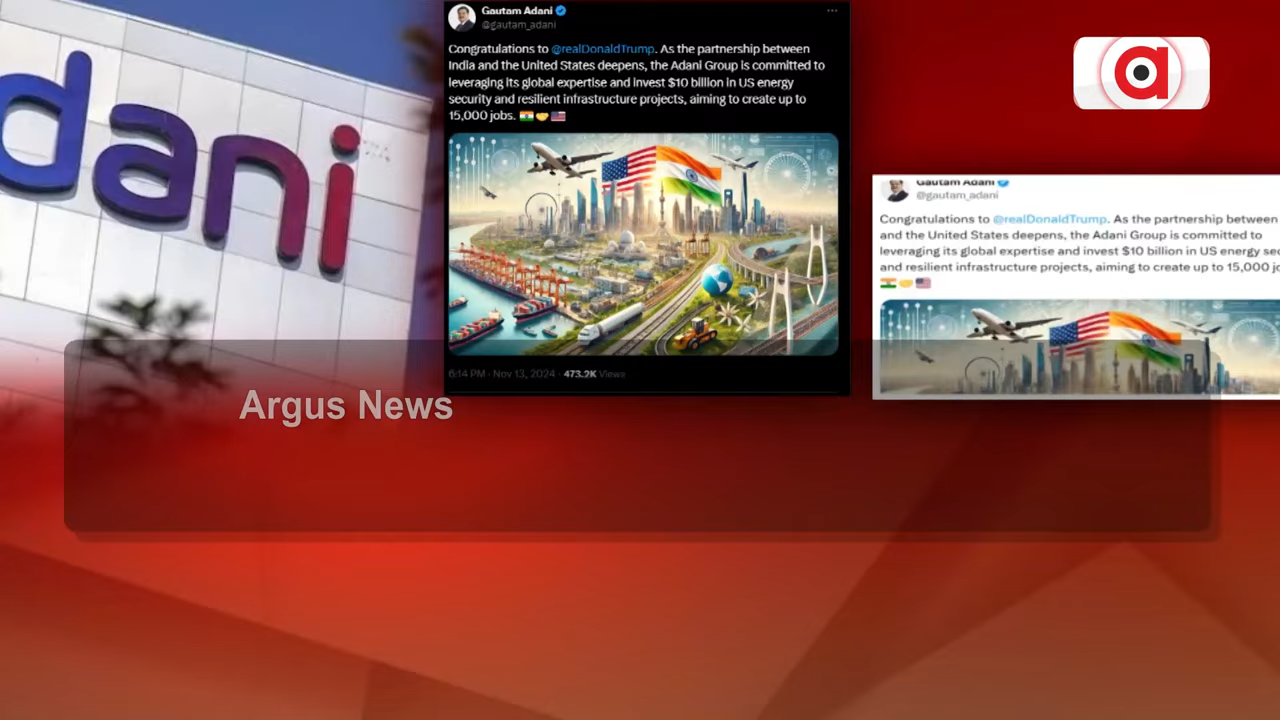 dani
Gautam Adani
@gautam_adani
Congratulations to @realDonaldTrump. As the partnership between
India and the United States deepens, the Adani Group is committed to
leveraging its global expertise and invest $10 billion in US energy
security and resilient infrastructure projects, aiming to create up to
15,000 jobs. 🇮🇳🤝🇺🇸
6:14 PM · Nov 13, 2024 · 473.2K Views
a
Gautam Adani
@gautam_adani
Congratulations to @realDonaldTrump. As the partnership between
and the United States deepens, the Adani Group is committed to
leveraging its global expertise and invest $10 billion in US energy sec
and resilient infrastructure projects, aiming to create up to 15,000 jo
🇮🇳🤝🇺🇸
Argus News